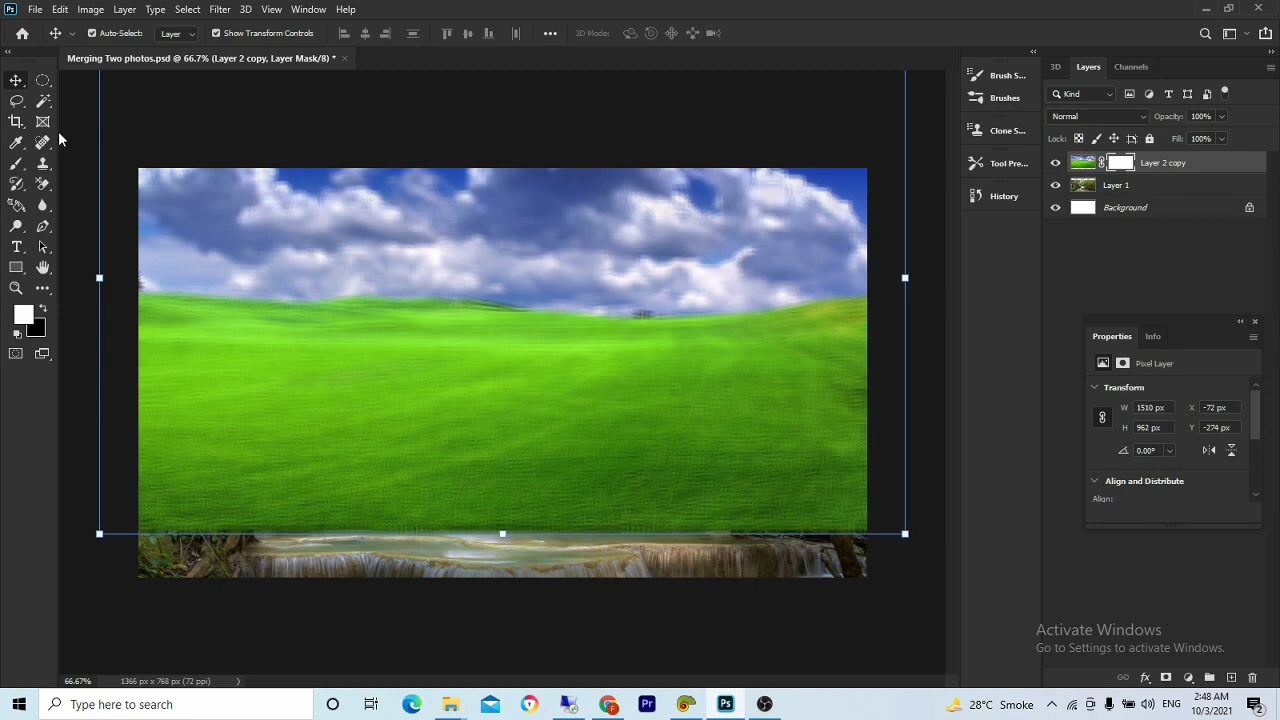 Ps File Edit Image Layer Type Select Filter 3D View Plugins Window Help
Auto-Select: Layer Show Transform Controls 3D Mode:
Merging Two photos.psd @ 66.7% (Layer 2 copy, Layer Mask/8) *
Brush S...
Brushes
Clone S...
Tool Pre...
History
3D Layers Channels
Kind
Normal Opacity: 100%
Lock: Fill: 100%
Layer 2 copy
Layer 1
Background
Properties Info
Pixel Layer
Transform
W 1510 px X -72 px
H 962 px Y -274 px
0.00°
Align and Distribute
Align:
Activate Windows
Go to Settings to activate Windows.
66.67% 1366 px x 768 px (72 ppi)
Type here to search
Pr
Ps
28°C Smoke
ENG
2:48 AM
10/3/2021
2